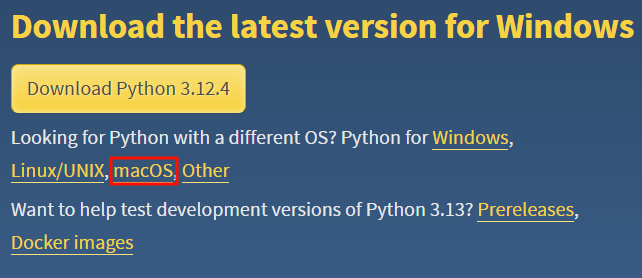 Download the latest version for Windows
Download Python 3.12.4
Looking for Python with a different OS? Python for Windows,
Linux/UNIX, macOS, Other
Want to help test development versions of Python 3.13? Prereleases,
Docker images